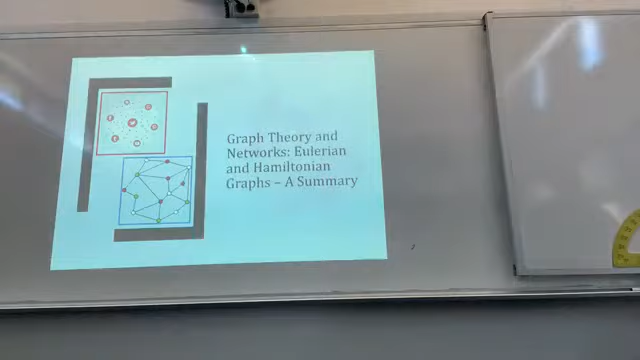 Graph Theory and
Networks: Eulerian
and Hamiltonian
Graphs – A Summary